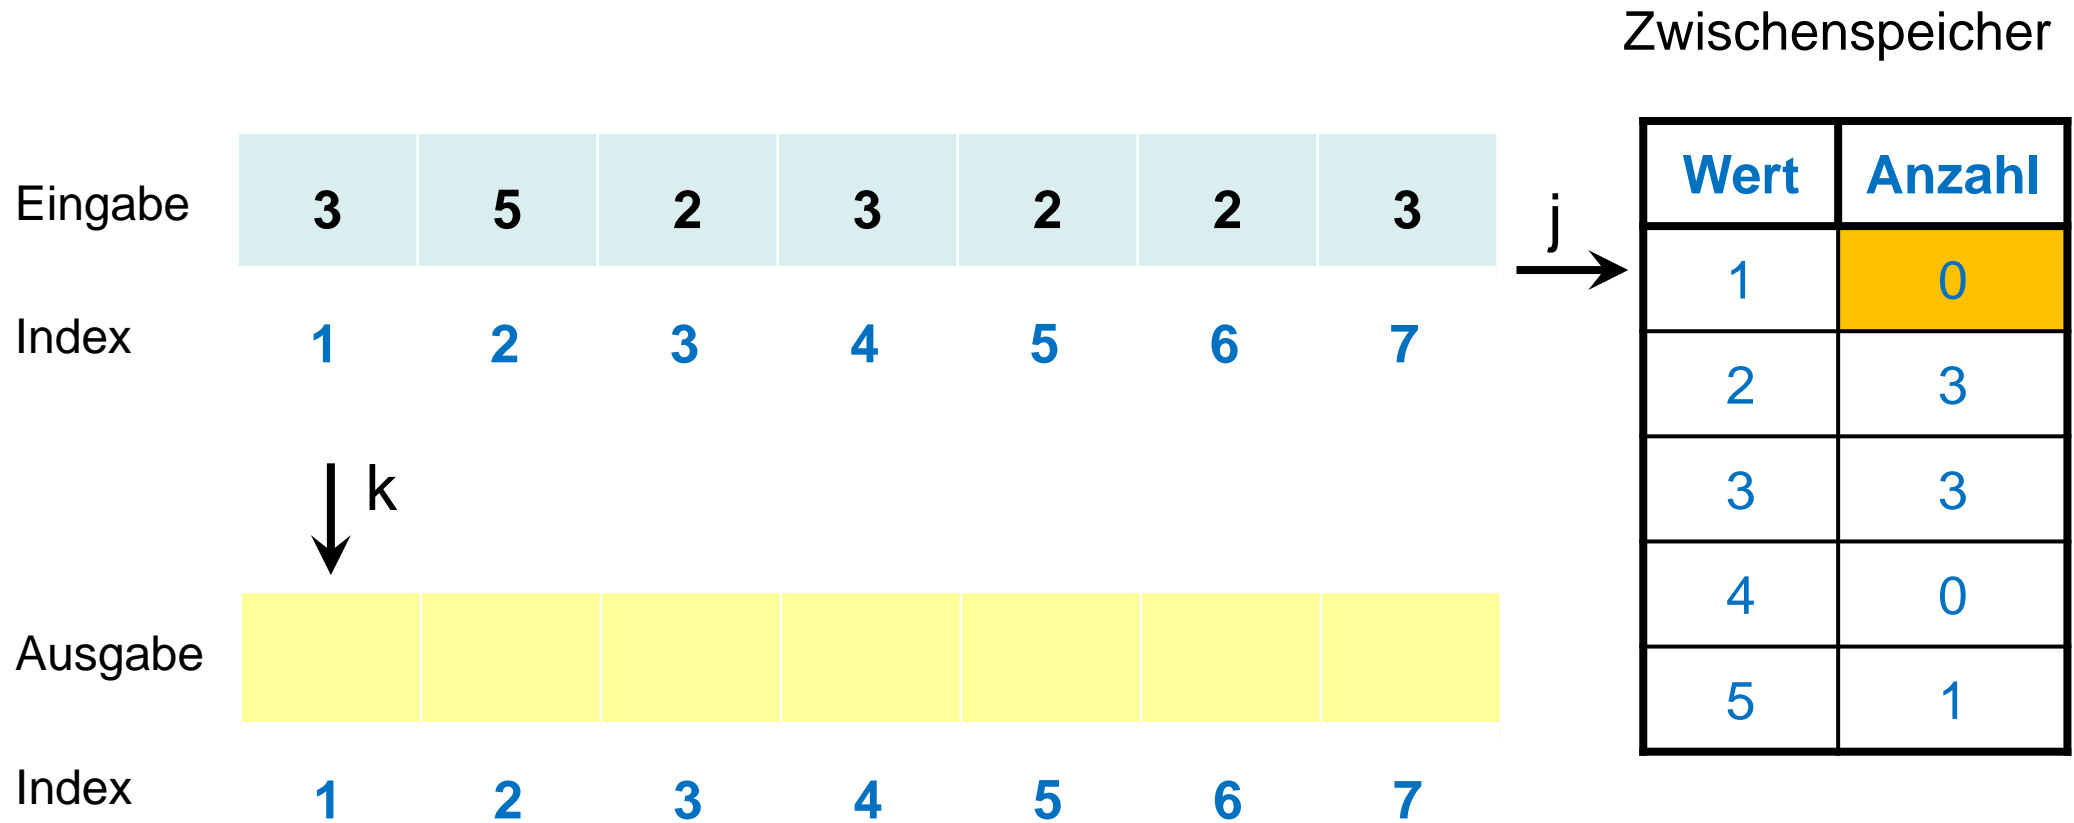 Zwischenspeicher
Eingabe 3 5 2 3 2 2 3
Index 1 2 3 4 5 6 7
j
k
Ausgabe
Index 1 2 3 4 5 6 7
Wert Anzahl
1 0
2 3
3 3
4 0
5 1